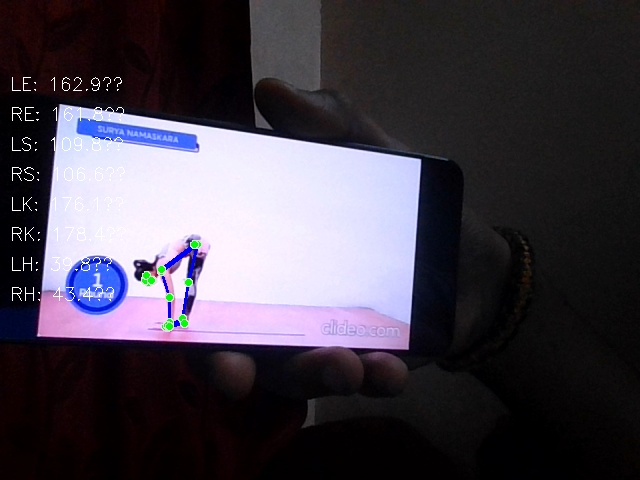 LE: 162.9??
RE: 161.8??
SURYA NAMASKARA
LS: 109.8??
RS: 106.6??
LK: 176.1??
RK: 178.4??
LH: 39.8??
1
RH: 43.4??
Round
clideo.com